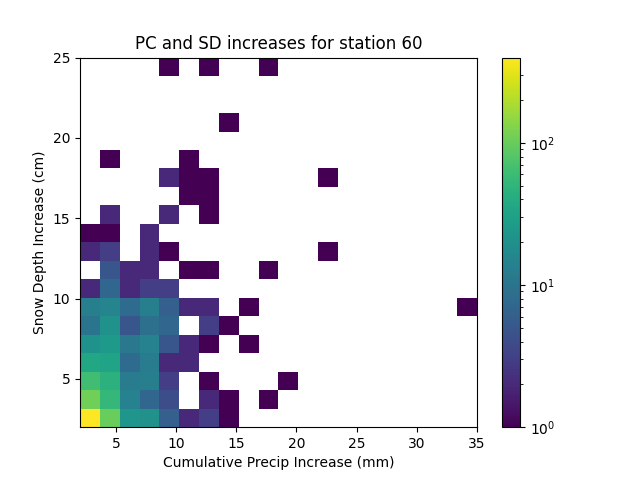 PC and SD increases for station 60
25
20
15
10
5
Snow Depth Increase (cm)
5 10 15 20 25 30 35
Cumulative Precip Increase (mm)
10²
10¹
10⁰